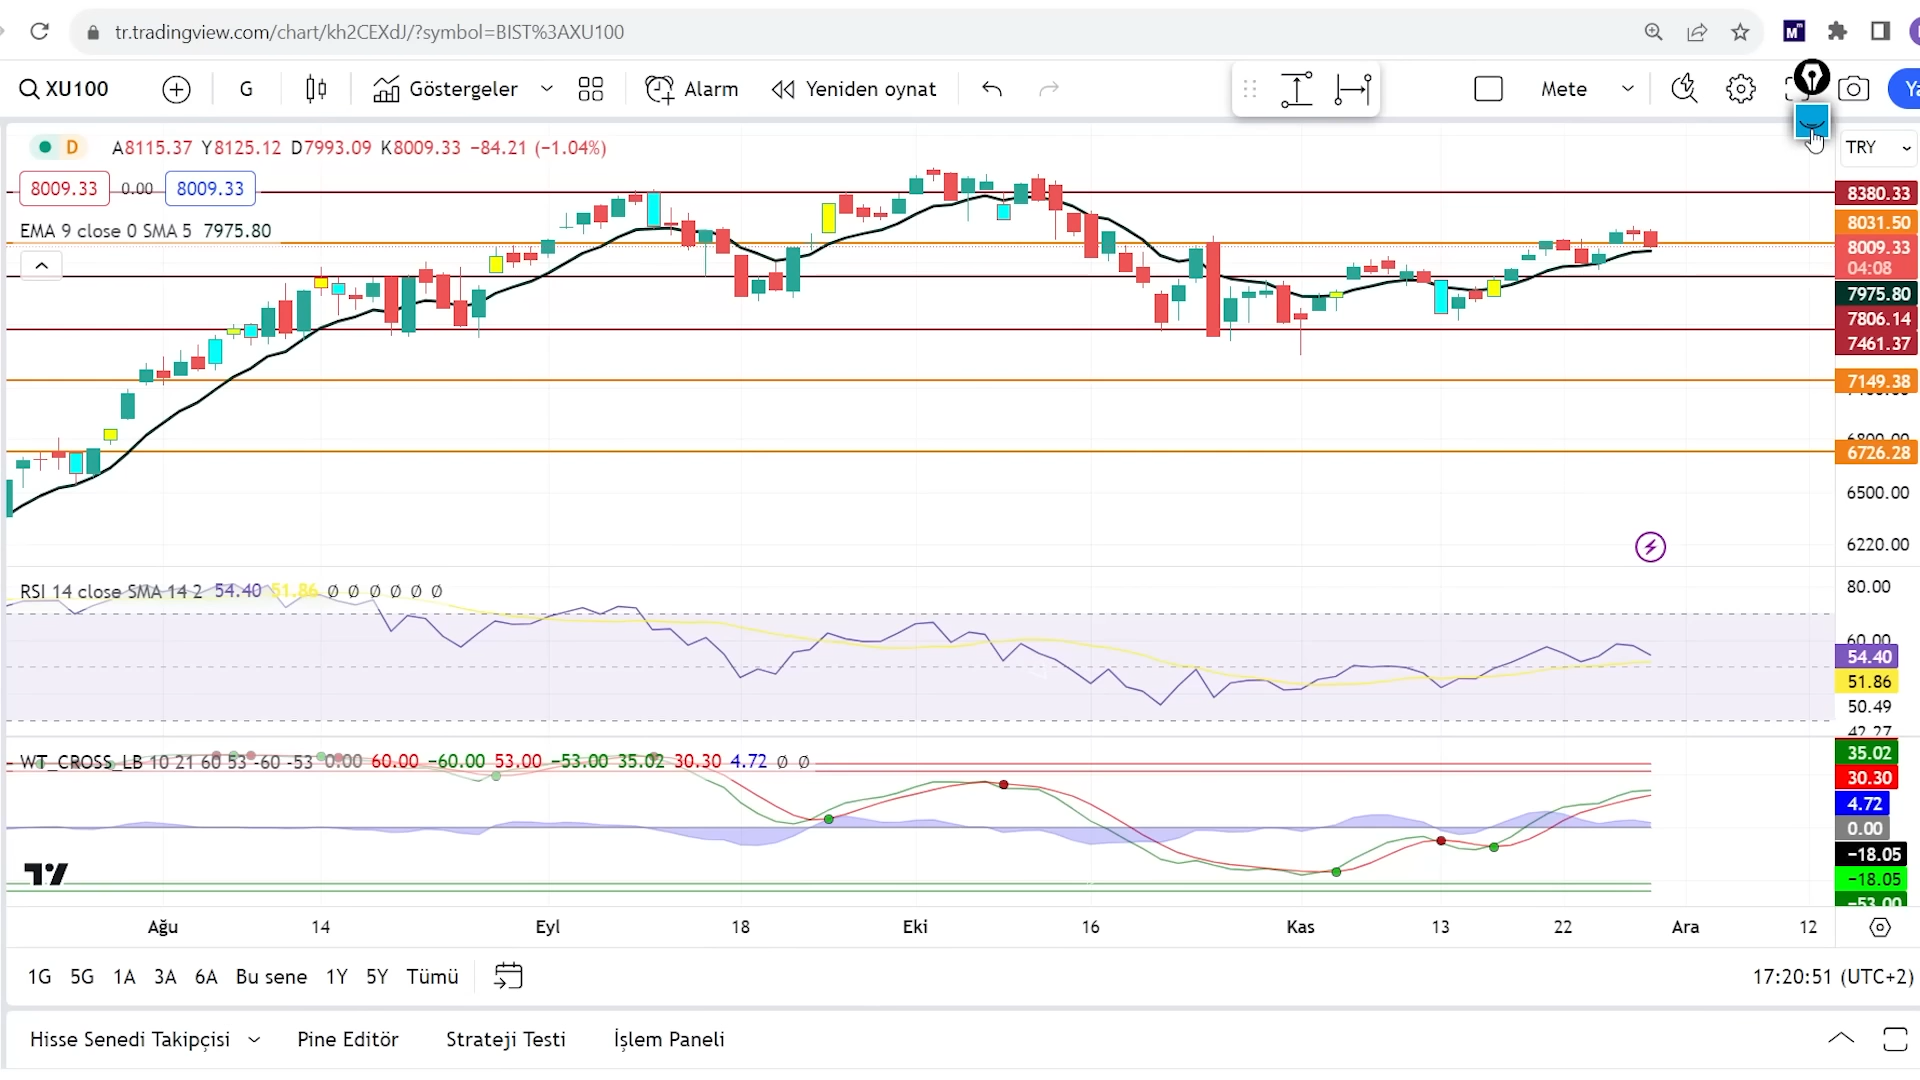 tr.tradingview.com/chart/kh2CEXdJ/?symbol=BIST%3AXU100
XU100 G Göstergeler Alarm Yeniden oynat Mete
D A8115.37 Y8125.12 D7993.09 K8009.33 −84.21 (−1.04%) TRY
8009.33 0.00 8009.33
EMA 9 close 0 SMA 5 7975.80
8380.33
8031.50
8009.33
04:08
7975.80
7806.14
7461.37
7149.38
6726.28
6500.00
6220.00
RSI 14 close SMA 14 2 54.40 51.86 Ø Ø Ø Ø Ø Ø
80.00
60.00
54.40
51.86
50.49
42.27
WT_CROSS_LB 10 21 60 53 -60 -53 0.00 60.00 −60.00 53.00 −53.00 35.02 30.30 4.72 Ø Ø
35.02
30.30
4.72
0.00
−18.05
−18.05
−53.00
Ağu 14 Eyl 18 Eki 16 Kas 13 22 Ara 12
1G 5G 1A 3A 6A Bu sene 1Y 5Y Tümü 17:20:51 (UTC+2)
Hisse Senedi Takipçisi Pine Editör Strateji Testi İşlem Paneli